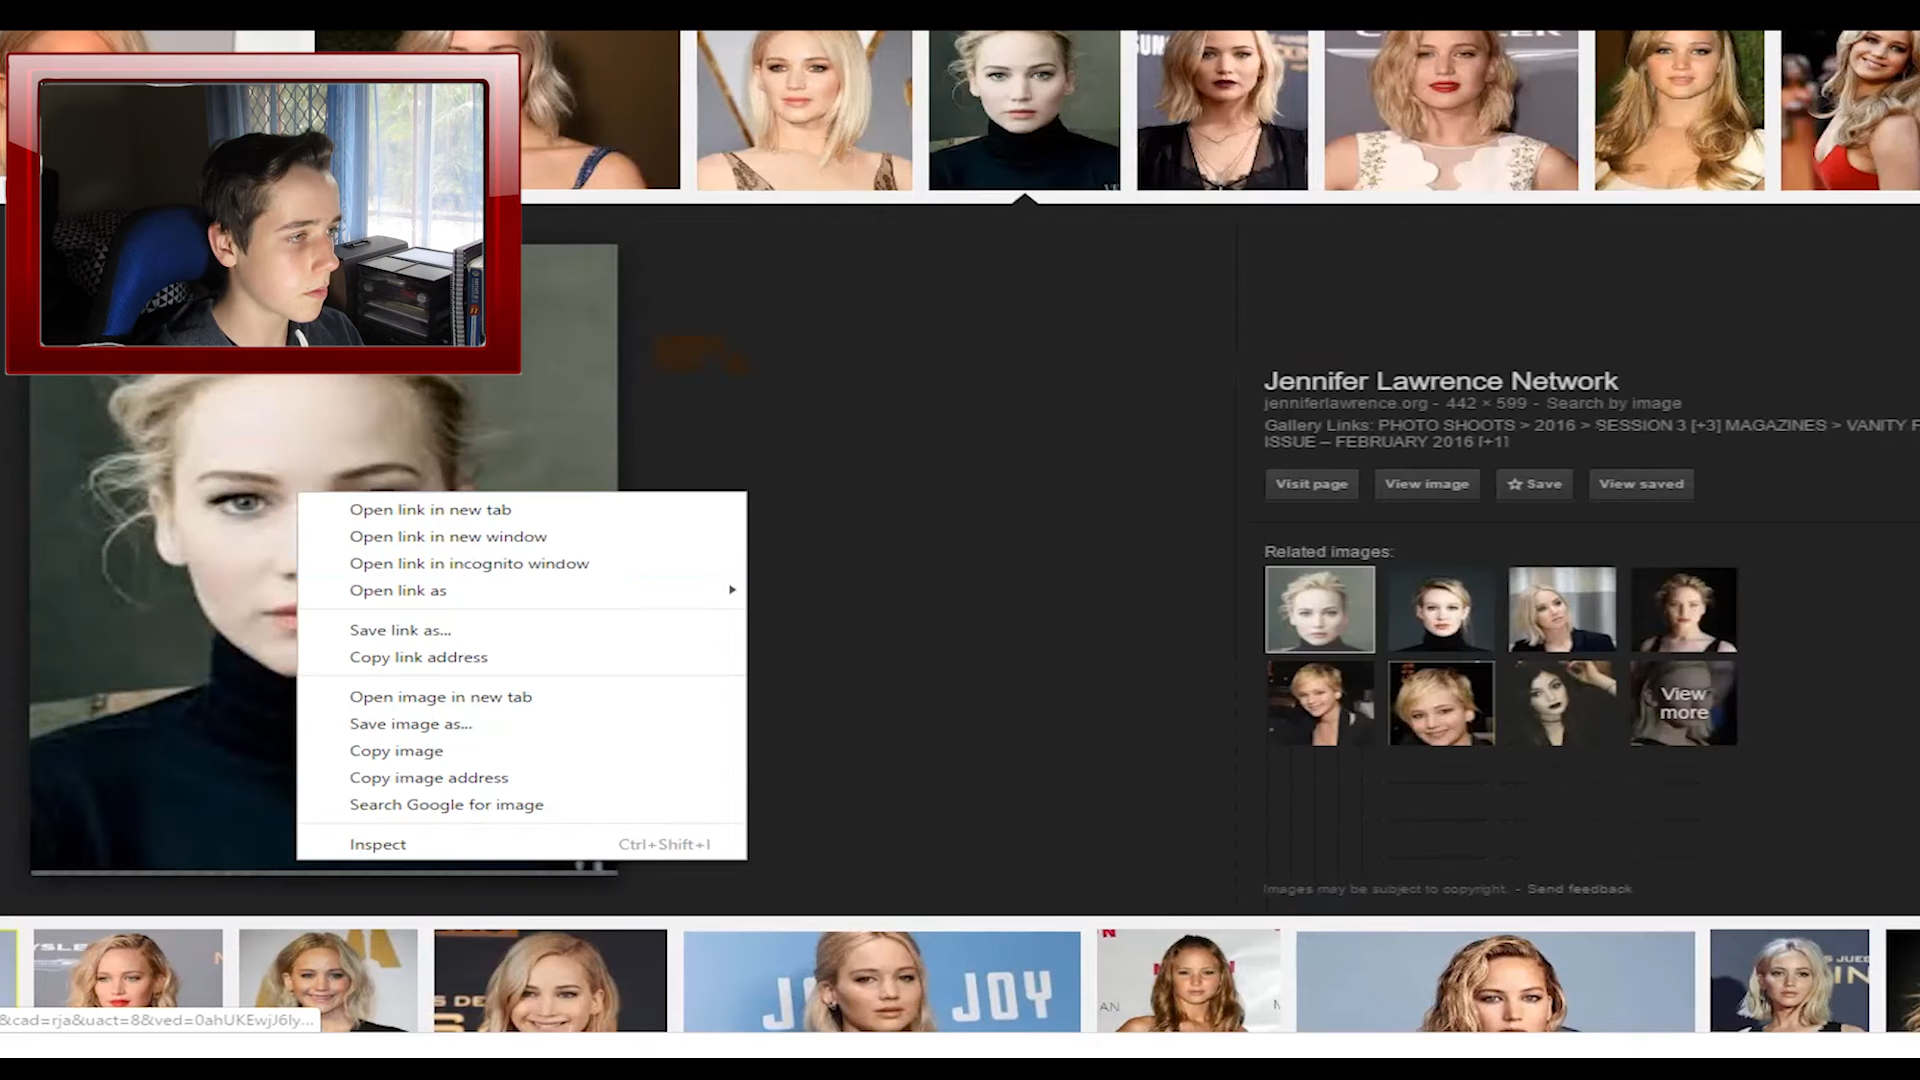 Jennifer Lawrence Network
jenniferlawrence.org - 442 × 599 - Search by image
Gallery Links: PHOTO SHOOTS > 2016 > SESSION 3 [+3] MAGAZINES > VANITY F
ISSUE – FEBRUARY 2016 [+1]
Visit page
View image
Save
View saved
Open link in new tab
Open link in new window
Open link in incognito window
Open link as
Save link as...
Copy link address
Open image in new tab
Save image as...
Copy image
Copy image address
Search Google for image
Inspect Ctrl+Shift+I
Related images:
View
more
Images may be subject to copyright. - Send feedback
JOY
&cad=rja&uact=8&ved=0ahUKEwjJ6ly...